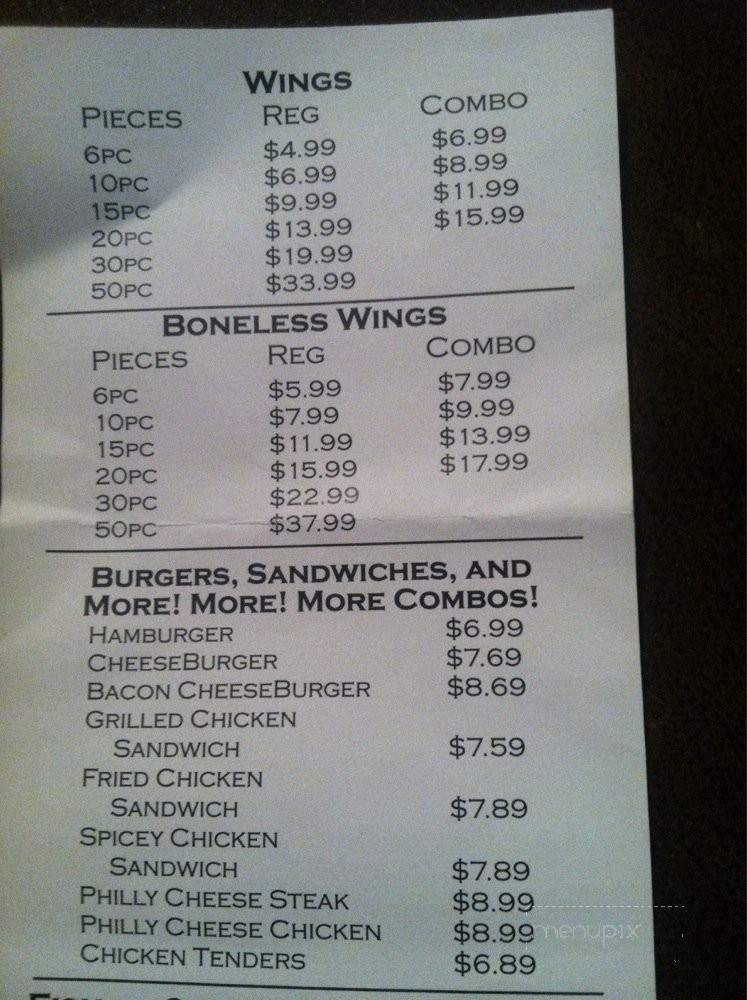 WINGS
PIECES REG COMBO
6PC $4.99 $6.99
10PC $6.99 $8.99
15PC $9.99 $11.99
20PC $13.99 $15.99
30PC $19.99
50PC $33.99
BONELESS WINGS
PIECES REG COMBO
6PC $5.99 $7.99
10PC $7.99 $9.99
15PC $11.99 $13.99
20PC $15.99 $17.99
30PC $22.99
50PC $37.99
BURGERS, SANDWICHES, AND
MORE! MORE! MORE COMBOS!
HAMBURGER $6.99
CHEESEBURGER $7.69
BACON CHEESEBURGER $8.69
GRILLED CHICKEN
SANDWICH $7.59
FRIED CHICKEN
SANDWICH $7.89
SPICEY CHICKEN
SANDWICH $7.89
PHILLY CHEESE STEAK $8.99
PHILLY CHEESE CHICKEN $8.99
CHICKEN TENDERS $6.89
menupix